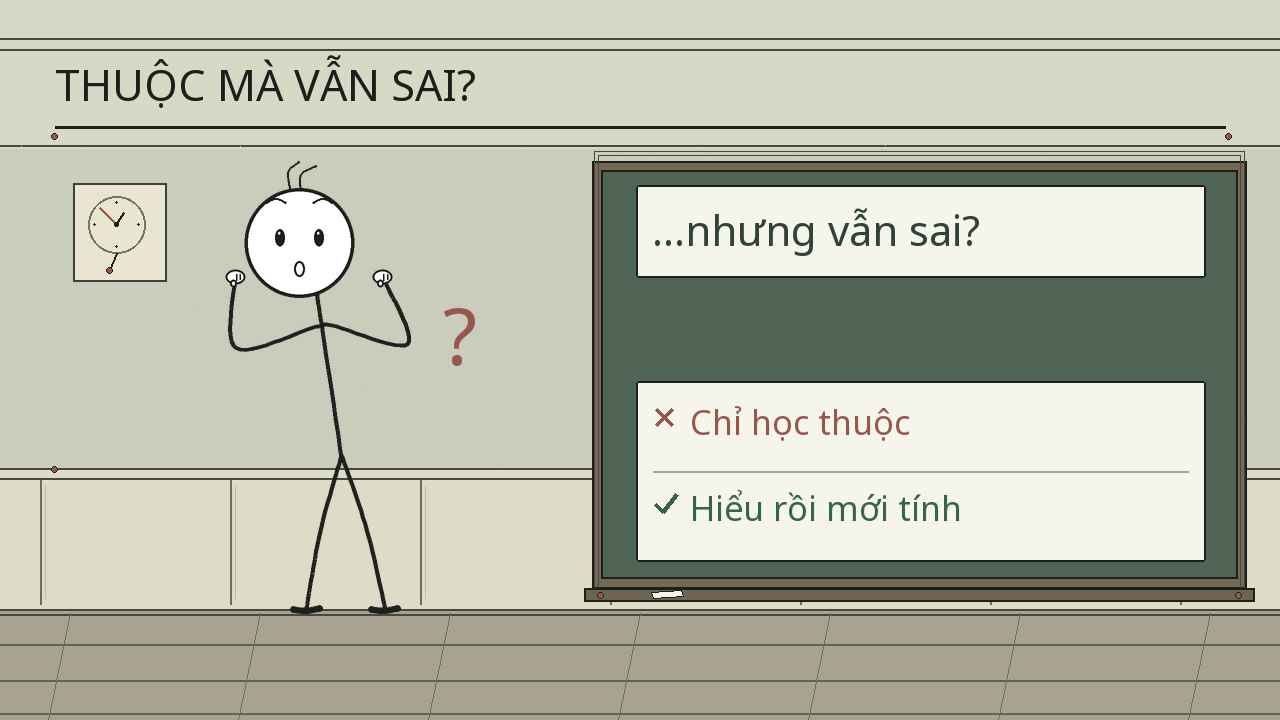 THUỘC MÀ VẪN SAI?
...nhưng vẫn sai?
?
✕ Chỉ học thuộc
✓ Hiểu rồi mới tính